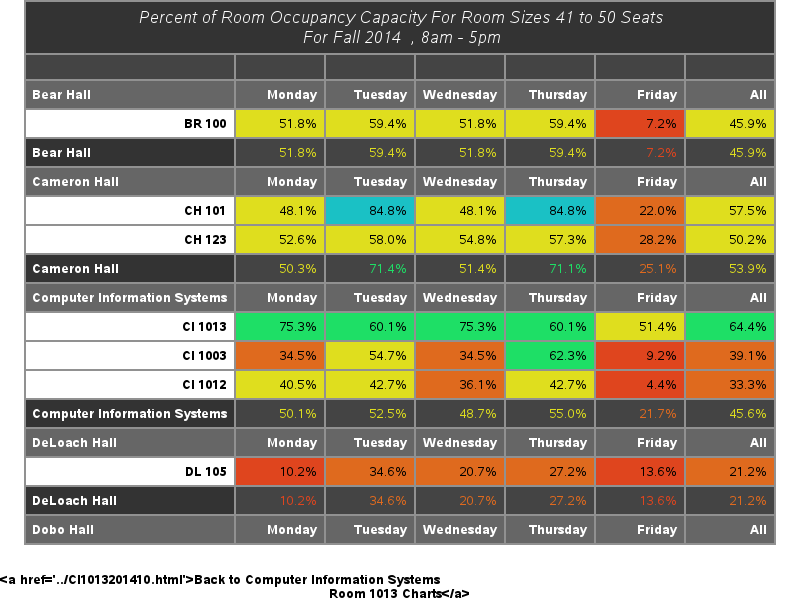 Percent of Room Occupancy Capacity For Room Sizes 41 to 50 Seats
For Fall 2014 , 8am - 5pm
Bear Hall Monday Tuesday Wednesday Thursday Friday All
BR 100 51.8% 59.4% 51.8% 59.4% 7.2% 45.9%
Bear Hall 51.8% 59.4% 51.8% 59.4% 7.2% 45.9%
Cameron Hall Monday Tuesday Wednesday Thursday Friday All
CH 101 48.1% 84.8% 48.1% 84.8% 22.0% 57.5%
CH 123 52.6% 58.0% 54.8% 57.3% 28.2% 50.2%
Cameron Hall 50.3% 71.4% 51.4% 71.1% 25.1% 53.9%
Computer Information Systems Monday Tuesday Wednesday Thursday Friday All
CI 1013 75.3% 60.1% 75.3% 60.1% 51.4% 64.4%
CI 1003 34.5% 54.7% 34.5% 62.3% 9.2% 39.1%
CI 1012 40.5% 42.7% 36.1% 42.7% 4.4% 33.3%
Computer Information Systems 50.1% 52.5% 48.7% 55.0% 21.7% 45.6%
DeLoach Hall Monday Tuesday Wednesday Thursday Friday All
DL 105 10.2% 34.6% 20.7% 27.2% 13.6% 21.2%
DeLoach Hall 10.2% 34.6% 20.7% 27.2% 13.6% 21.2%
Dobo Hall Monday Tuesday Wednesday Thursday Friday All
<a href='../CI1013201410.html'>Back to Computer Information Systems
Room 1013 Charts</a>